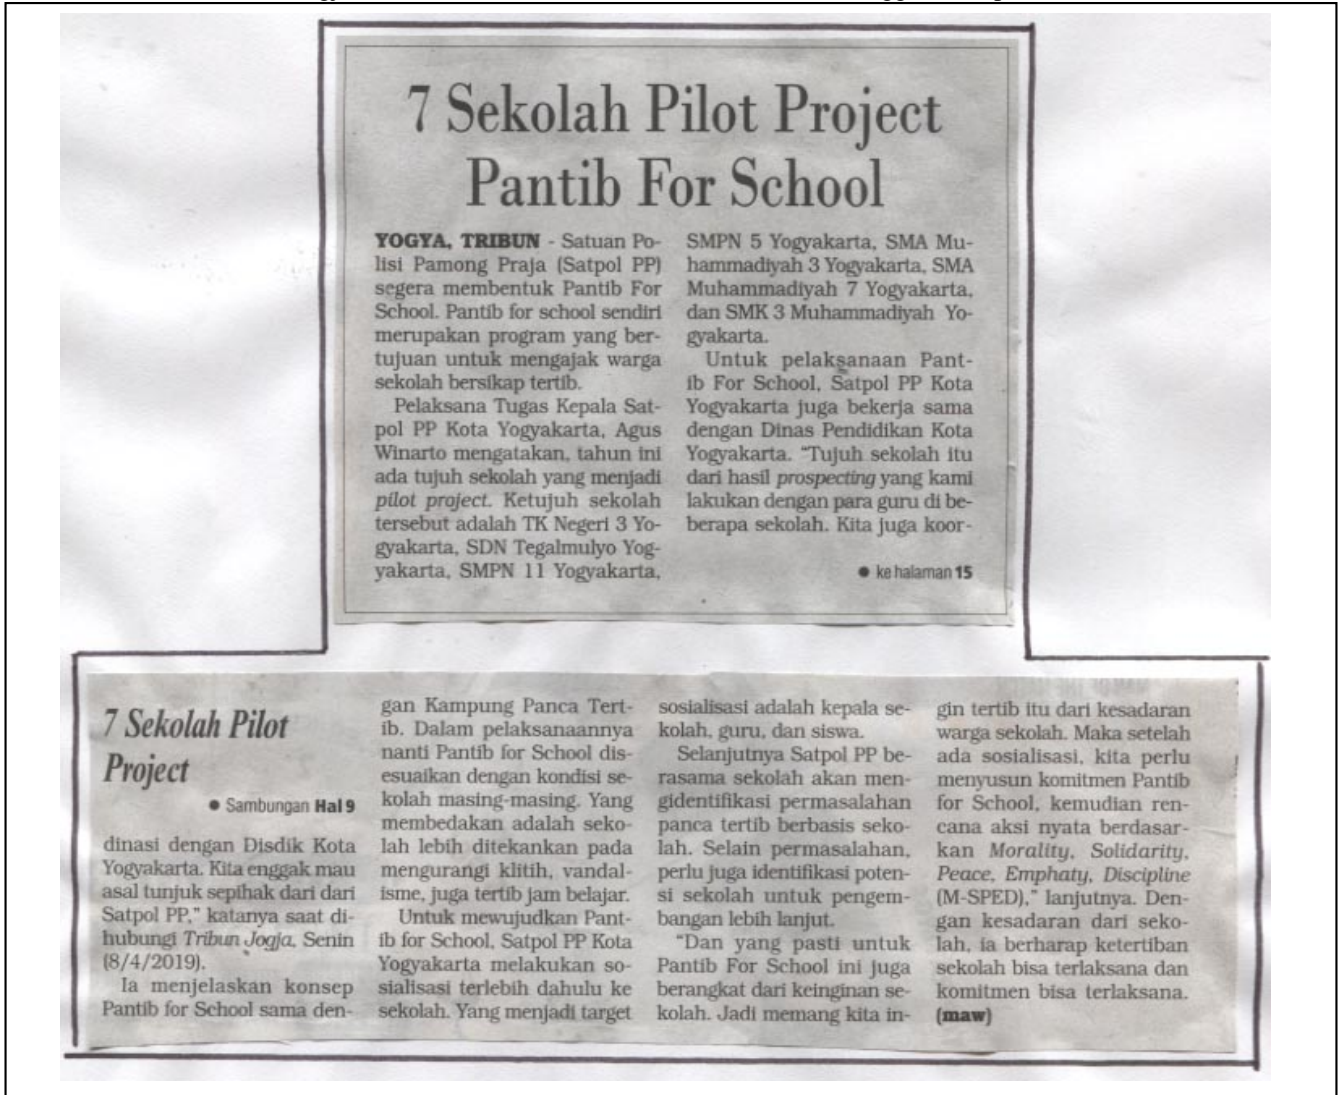 7 Sekolah Pilot Project
Pantib For School
YOGYA, TRIBUN - Satuan Po-
lisi Pamong Praja (Satpol PP)
segera membentuk Pantib For
School. Pantib for school sendiri
merupakan program yang ber-
tujuan untuk mengajak warga
sekolah bersikap tertib.
Pelaksana Tugas Kepala Sat-
pol PP Kota Yogyakarta, Agus
Winarto mengatakan, tahun ini
ada tujuh sekolah yang menjadi
pilot project. Ketujuh sekolah
tersebut adalah TK Negeri 3 Yo-
gyakarta, SDN Tegalmulyo Yog-
yakarta, SMPN 11 Yogyakarta,
SMPN 5 Yogyakarta, SMA Mu-
hammadiyah 3 Yogyakarta, SMA
Muhammadiyah 7 Yogyakarta,
dan SMK 3 Muhammadiyah Yo-
gyakarta.
Untuk pelaksanaan Pant-
ib For School, Satpol PP Kota
Yogyakarta juga bekerja sama
dengan Dinas Pendidikan Kota
Yogyakarta. "Tujuh sekolah itu
dari hasil prospecting yang kami
lakukan dengan para guru di be-
berapa sekolah. Kita juga koor-
● ke halaman 15
7 Sekolah Pilot
Project
● Sambungan Hal 9
dinasi dengan Disdik Kota
Yogyakarta. Kita enggak mau
asal tunjuk sepihak dari dari
Satpol PP," katanya saat di-
hubungi Tribun Jogja, Senin
(8/4/2019).
Ia menjelaskan konsep
Pantib for School sama den-
gan Kampung Panca Tert-
ib. Dalam pelaksanaannya
nanti Pantib for School dis-
esuaikan dengan kondisi se-
kolah masing-masing. Yang
membedakan adalah seko-
lah lebih ditekankan pada
mengurangi klitih, vandal-
isme, juga tertib jam belajar.
Untuk mewujudkan Pant-
ib for School, Satpol PP Kota
Yogyakarta melakukan so-
sialisasi terlebih dahulu ke
sekolah. Yang menjadi target
sosialisasi adalah kepala se-
kolah, guru, dan siswa.
Selanjutnya Satpol PP be-
rasama sekolah akan men-
gidentifikasi permasalahan
panca tertib berbasis seko-
lah. Selain permasalahan,
perlu juga identifikasi poten-
si sekolah untuk pengem-
bangan lebih lanjut.
"Dan yang pasti untuk
Pantib For School ini juga
berangkat dari keinginan se-
kolah. Jadi memang kita in-
gin tertib itu dari kesadaran
warga sekolah. Maka setelah
ada sosialisasi, kita perlu
menyusun komitmen Pantib
for School, kemudian ren-
cana aksi nyata berdasar-
kan Morality, Solidarity,
Peace, Emphaty, Discipline
(M-SPED)," lanjutnya. Den-
gan kesadaran dari seko-
lah, ia berharap ketertiban
sekolah bisa terlaksana dan
komitmen bisa terlaksana.
(maw)